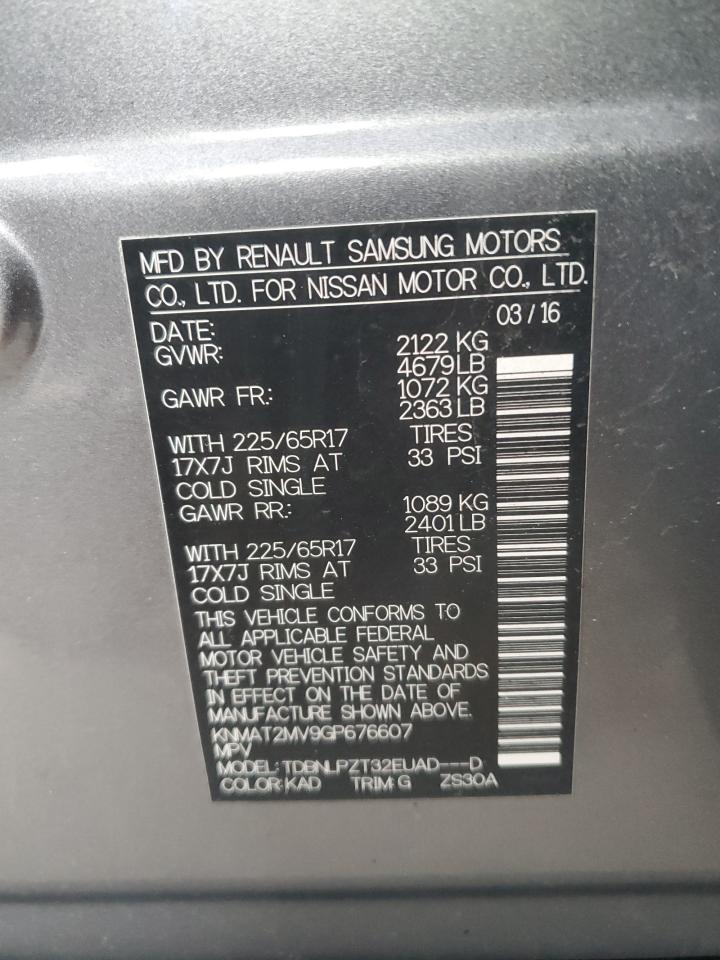 MFD BY RENAULT SAMSUNG MOTORS
CO., LTD. FOR NISSAN MOTOR CO., LTD.
DATE: 03/16
GVWR: 2122 KG
4679 LB
GAWR FR: 1072 KG
2363 LB
WITH 225/65R17 TIRES
17X7J RIMS AT 33 PSI
COLD SINGLE
GAWR RR: 1089 KG
2401 LB
WITH 225/65R17 TIRES
17X7J RIMS AT 33 PSI
COLD SINGLE
THIS VEHICLE CONFORMS TO
ALL APPLICABLE FEDERAL
MOTOR VEHICLE SAFETY AND
THEFT PREVENTION STANDARDS
IN EFFECT ON THE DATE OF
MANUFACTURE SHOWN ABOVE.
KNMAT2MV9GP676607
MPV
MODEL: TDBNLPZT32EUAD---D
COLOR: KAD TRIM: G ZS30A